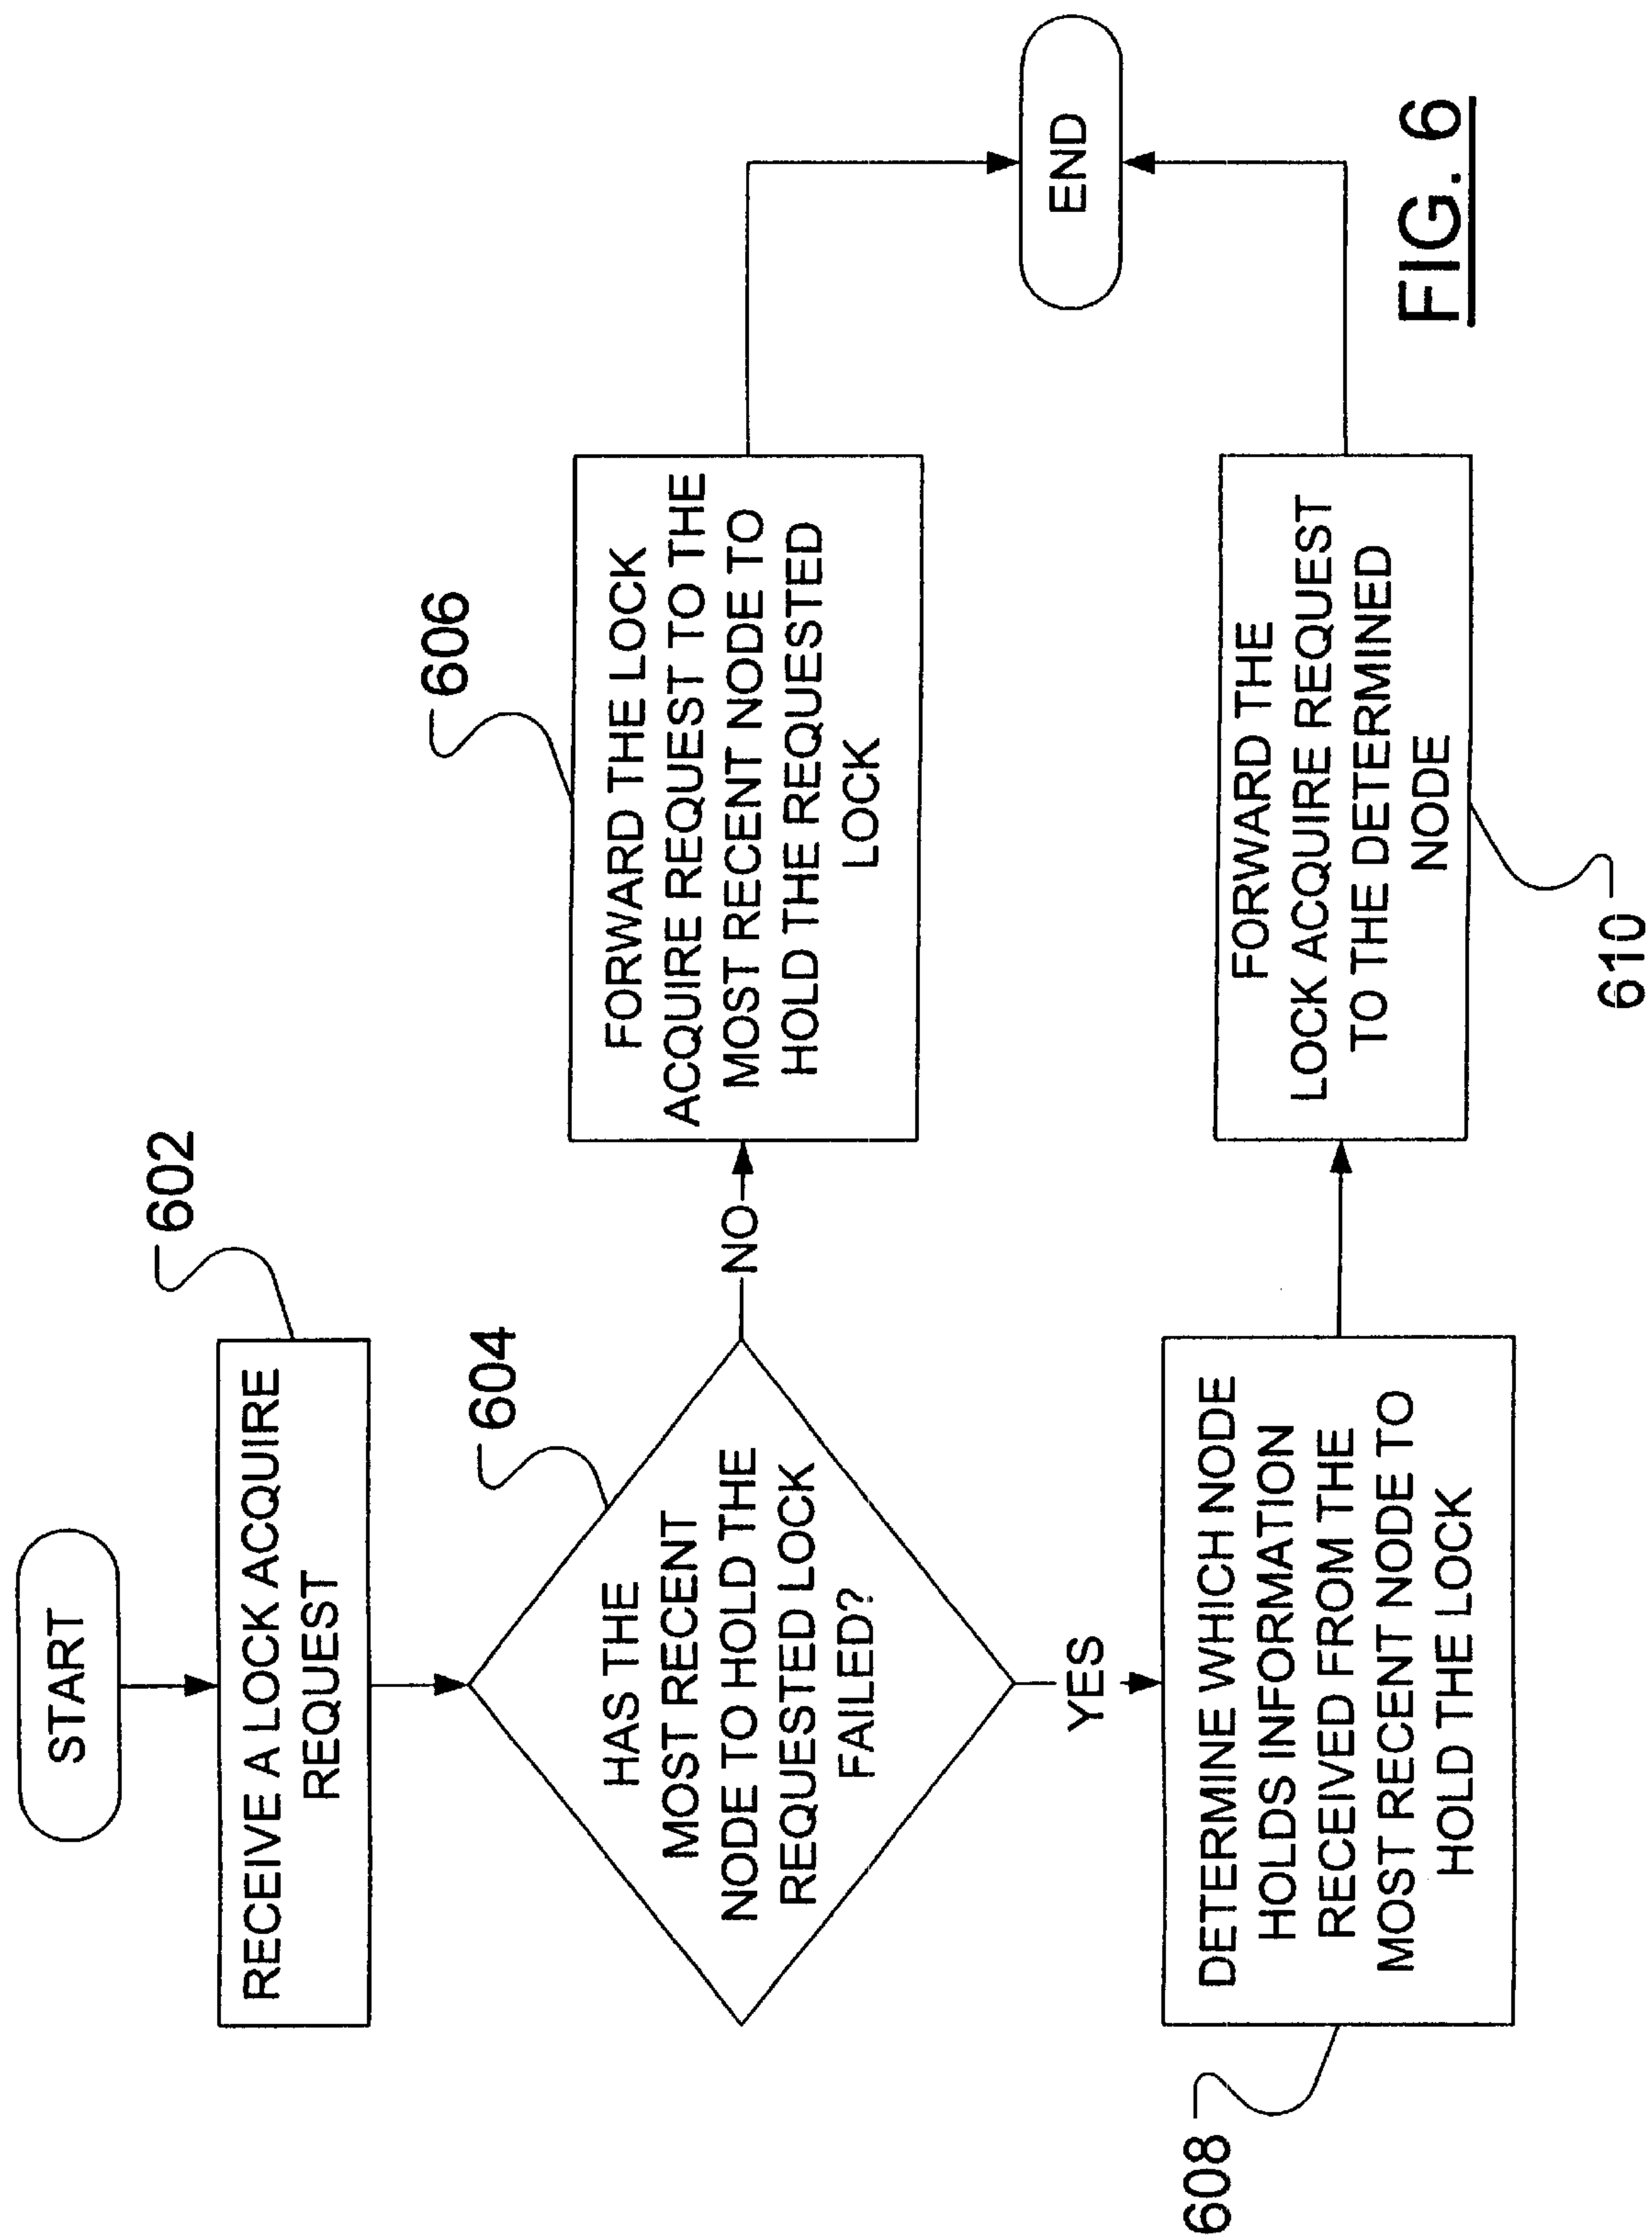 START
602
RECEIVE A LOCK ACQUIRE
REQUEST
604
HAS THE
MOST RECENT
NODE TO HOLD THE
REQUESTED LOCK
FAILED?
NO
606
FORWARD THE LOCK
ACQUIRE REQUEST TO THE
MOST RECENT NODE TO
HOLD THE REQUESTED
LOCK
YES
608
DETERMINE WHICH NODE
HOLDS INFORMATION
RECEIVED FROM THE
MOST RECENT NODE TO
HOLD THE LOCK
FORWARD THE
LOCK ACQUIRE REQUEST
TO THE DETERMINED
NODE
610
END
FIG. 6